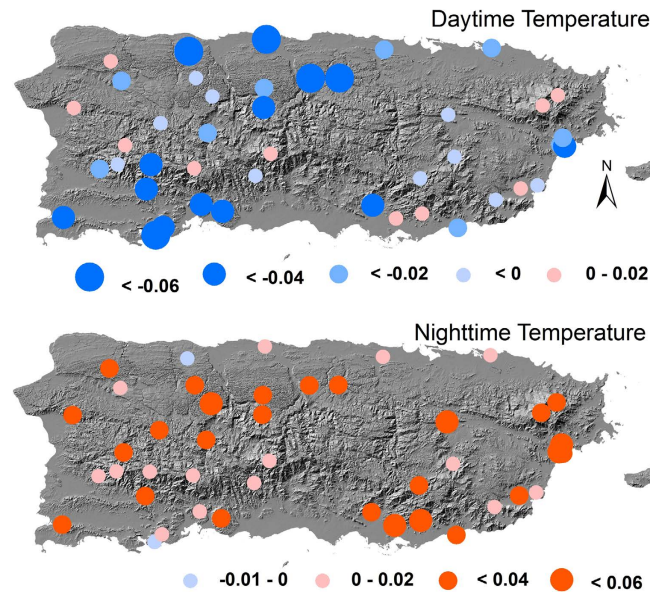 Daytime Temperature
N
< -0.06 < -0.04 < -0.02 < 0 0 - 0.02
Nighttime Temperature
-0.01 - 0 0 - 0.02 < 0.04 < 0.06